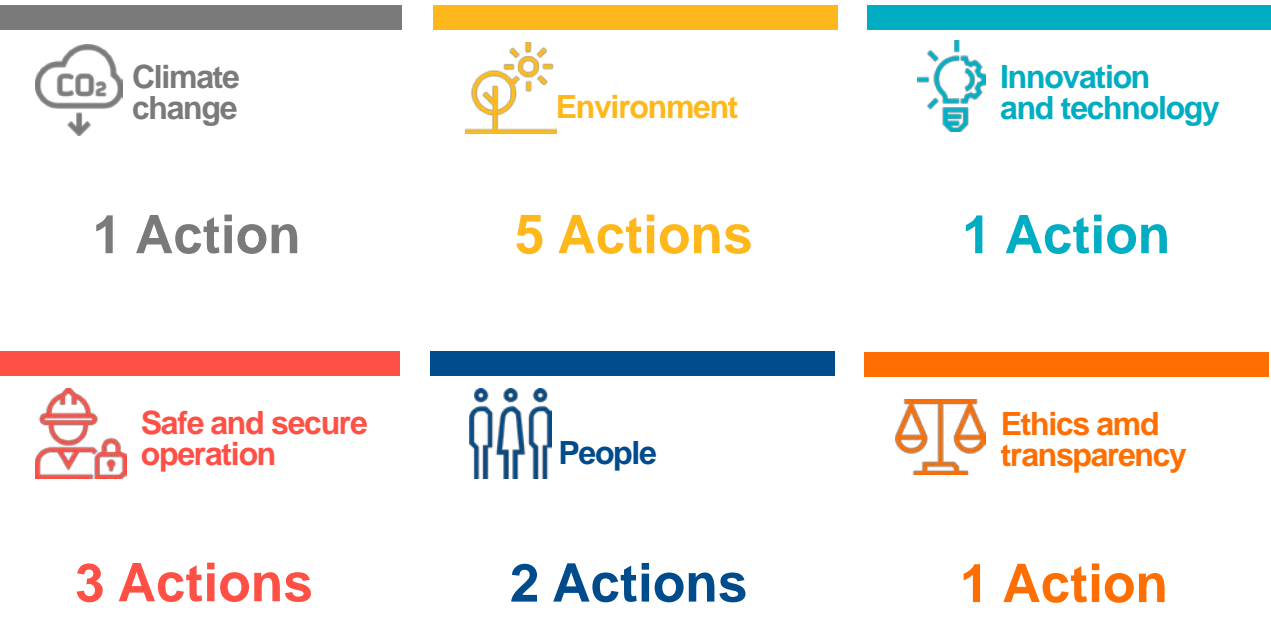 CO₂
Climate
change
Environment
Innovation
and technology
1 Action
5 Actions
1 Action
Safe and secure
operation
People
Ethics amd
transparency
3 Actions
2 Actions
1 Action